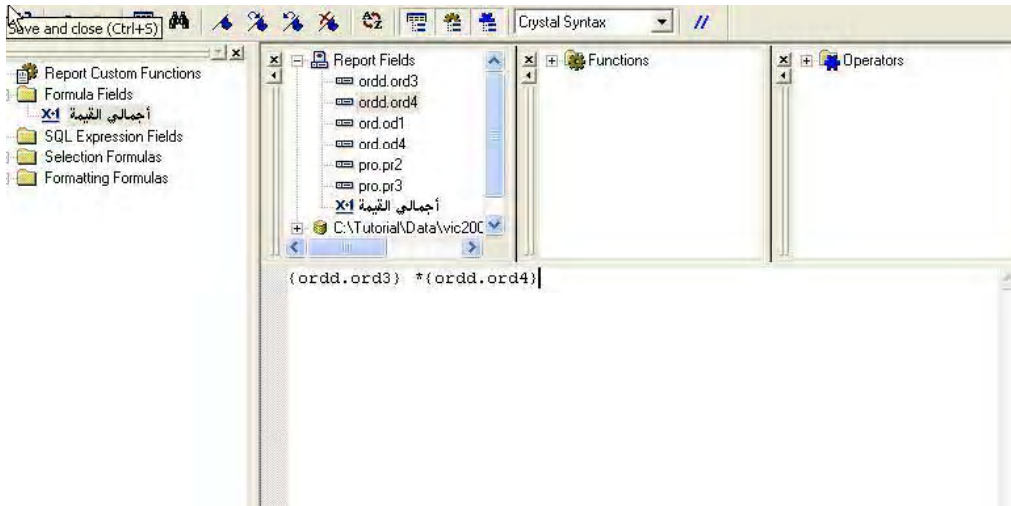 Crystal Syntax
Save and close (Ctrl+S)
Report Custom Functions
Formula Fields
أجمالي القيمة
SQL Expression Fields
Selection Formulas
Formatting Formulas
Report Fields
ordd.ord3
ordd.ord4
ord.od1
ord.od4
pro.pr2
pro.pr3
أجمالي القيمة
C:\Tutorial\Data\vic200
Functions
Operators
{ordd.ord3} *{ordd.ord4}